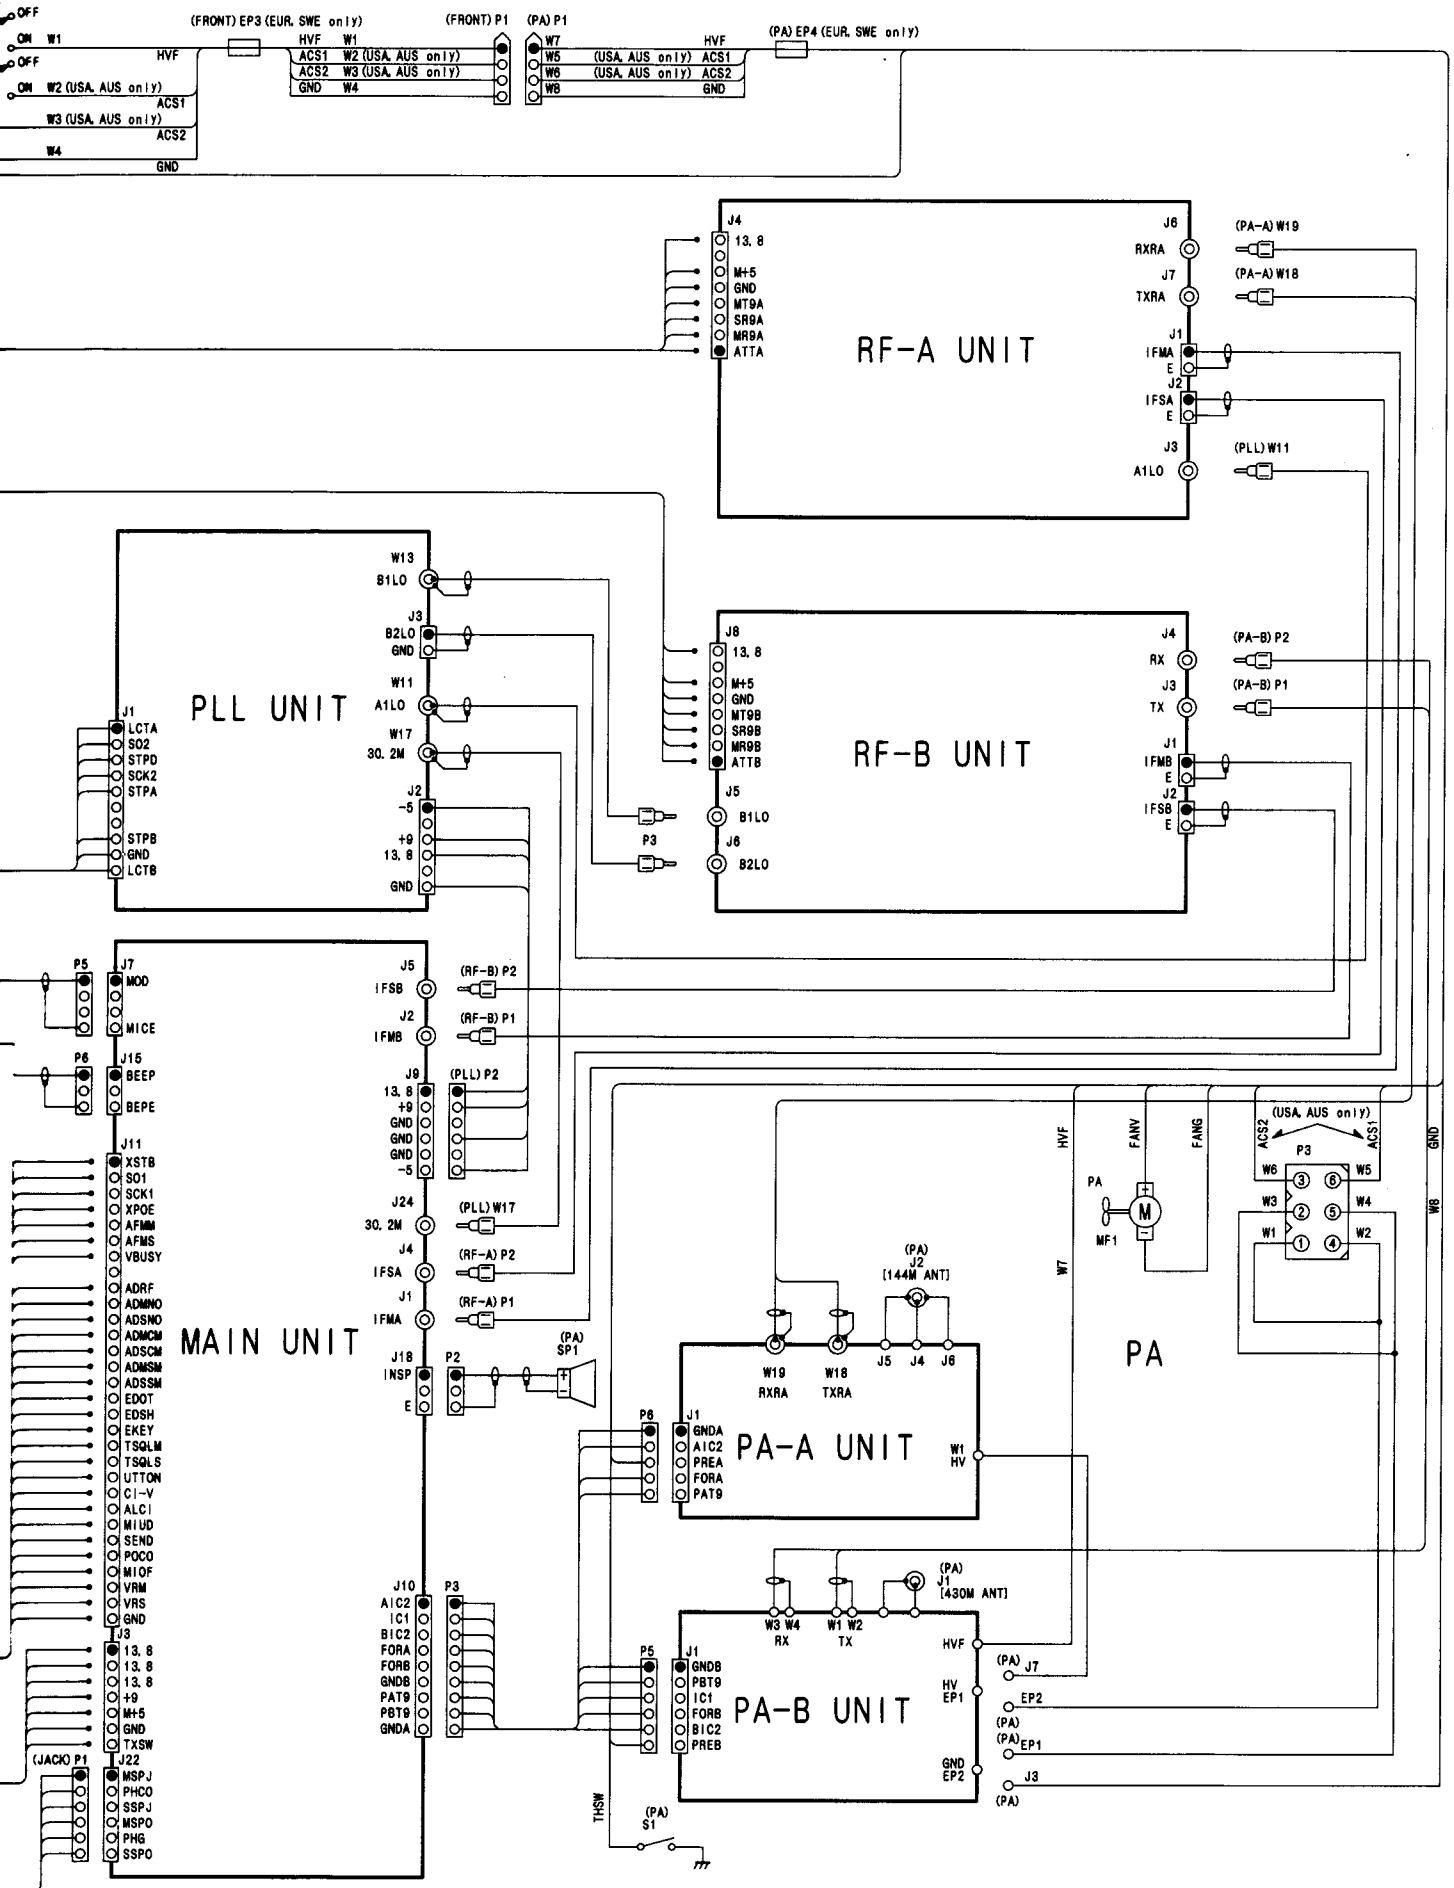 OFF
(FRONT) EP3 (EUR, SWE only)
(FRONT) P1
(PA) P1
(PA) EP4 (EUR, SWE only)
ON W1
HVF
HVF W1
W7 HVF
OFF
ACS1 W2 (USA, AUS only)
W5 (USA, AUS only) ACS1
ACS2 W3 (USA, AUS only)
W6 (USA, AUS only) ACS2
ON W2 (USA, AUS only)
ACS1
GND W4
W8 GND
W3 (USA, AUS only)
ACS2
W4
GND
RF-A UNIT
J4
13.8
M+5
GND
MT9A
SR9A
MR9A
ATTA
J6
RXRA
(PA-A) W19
J7
TXRA
(PA-A) W18
J1
IFMA
E
J2
IFSA
E
J3
A1LO
(PLL) W11
PLL UNIT
W13
B1LO
J3
B2LO
GND
W11
A1LO
W17
30.2M
J2
-5
+9
13.8
GND
J1
LCTA
SO2
STPD
SCK2
STPA
STPB
GND
LCTB
P3
RF-B UNIT
J8
13.8
M+5
GND
MT9B
SR9B
MR9B
ATTB
J5
B1LO
J6
B2LO
J4
RX
(PA-B) P2
J3
TX
(PA-B) P1
J1
IFMB
E
J2
IFSB
E
MAIN UNIT
P5 J7
MOD
MICE
P6 J15
BEEP
BEPE
J11
XSTB
SO1
SCK1
XPOE
AFMM
AFMS
VBUSY
ADRF
ADMNO
ADSNO
ADMCM
ADSCM
ADMSM
ADSSM
EDOT
EDSH
EKEY
TSQLM
TSQLS
UTTON
CI-V
ALCI
MIUD
SEND
POCO
MIOF
VRM
VRS
GND
J3
13.8
13.8
13.8
+9
M+5
GND
TXSW
(JACK) P1 J22
MSPJ
PHCO
SSPJ
MSPO
PHG
SSPO
J5
IFSB
(RF-B) P2
J2
IFMB
(RF-B) P1
J9 (PLL) P2
13.8
+9
GND
GND
GND
-5
J24
30.2M
(PLL) W17
J4
IFSA
(RF-A) P2
J1
IFMA
(RF-A) P1
J18 P2
INSP
E
(PA)
SP1
+
-
J10 P3
AIC2
IC1
BIC2
FORA
FORB
GNDB
PAT9
PBT9
GNDA
HVF
FANV
FANG
ACS2
(USA, AUS only)
ACS1
GND
W7
W8
PA
MF1
+
M
-
P3
W6 3 6 W5
W3 2 5 W4
W1 1 4 W2
PA
(PA)
J2
[144M ANT]
W19
RXRA
W18
TXRA
J5 J4 J6
PA-A UNIT
P6 J1
GNDA
AIC2
PREA
FORA
PAT9
W1
HV
(PA)
J1
[430M ANT]
W3 W4
RX
W1 W2
TX
PA-B UNIT
P5 J1
GNDB
PBT9
IC1
FORB
BIC2
PREB
HVF
HV
EP1
GND
EP2
(PA) J7
EP2
(PA)
(PA) EP1
J3
(PA)
THSW
(PA)
S1